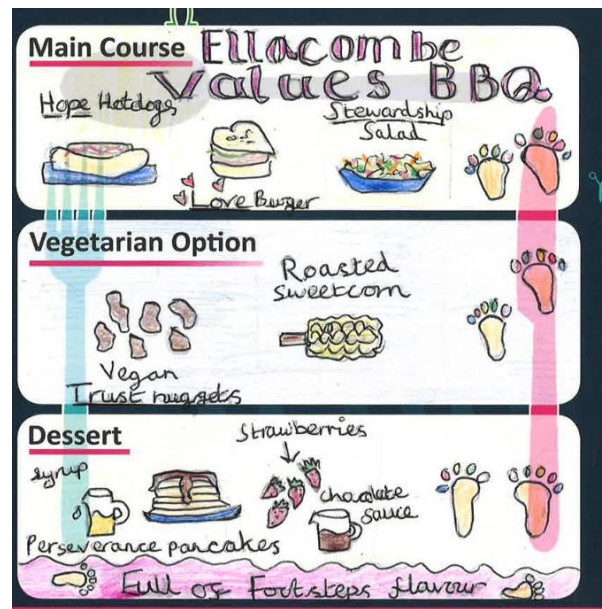 Main Course
Ellacombe
Values BBQ
Hope Hotdogs
Stewardship
Salad
Love Burger
Vegetarian Option
Roasted
sweetcorn
Vegan
Trust nuggets
Dessert
Strawberries
syrup
chocolate
sauce
Perseverance pancakes
Full of Footsteps flavour